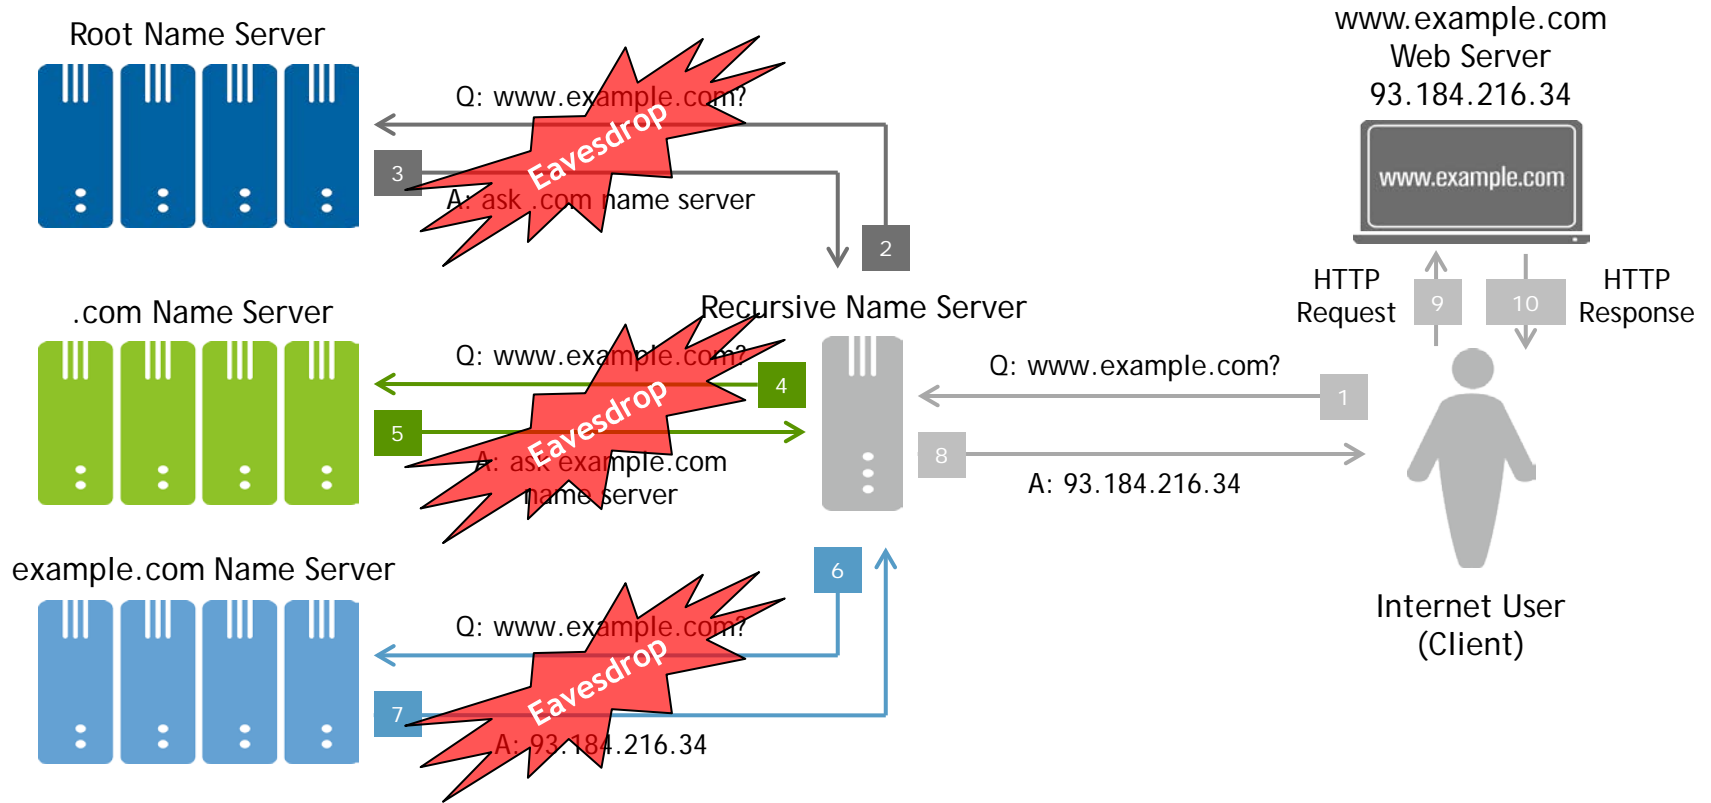 Root Name Server
Q: www.example.com?
Eavesdrop
3
A: ask .com name server
2
.com Name Server
Recursive Name Server
Q: www.example.com?
Eavesdrop
4
5
A: ask example.com
name server
example.com Name Server
6
Q: www.example.com?
Eavesdrop
7
A: 93.184.216.34
www.example.com
Web Server
93.184.216.34
www.example.com
HTTP
Request
9
10
HTTP
Response
Q: www.example.com?
1
8
A: 93.184.216.34
Internet User
(Client)